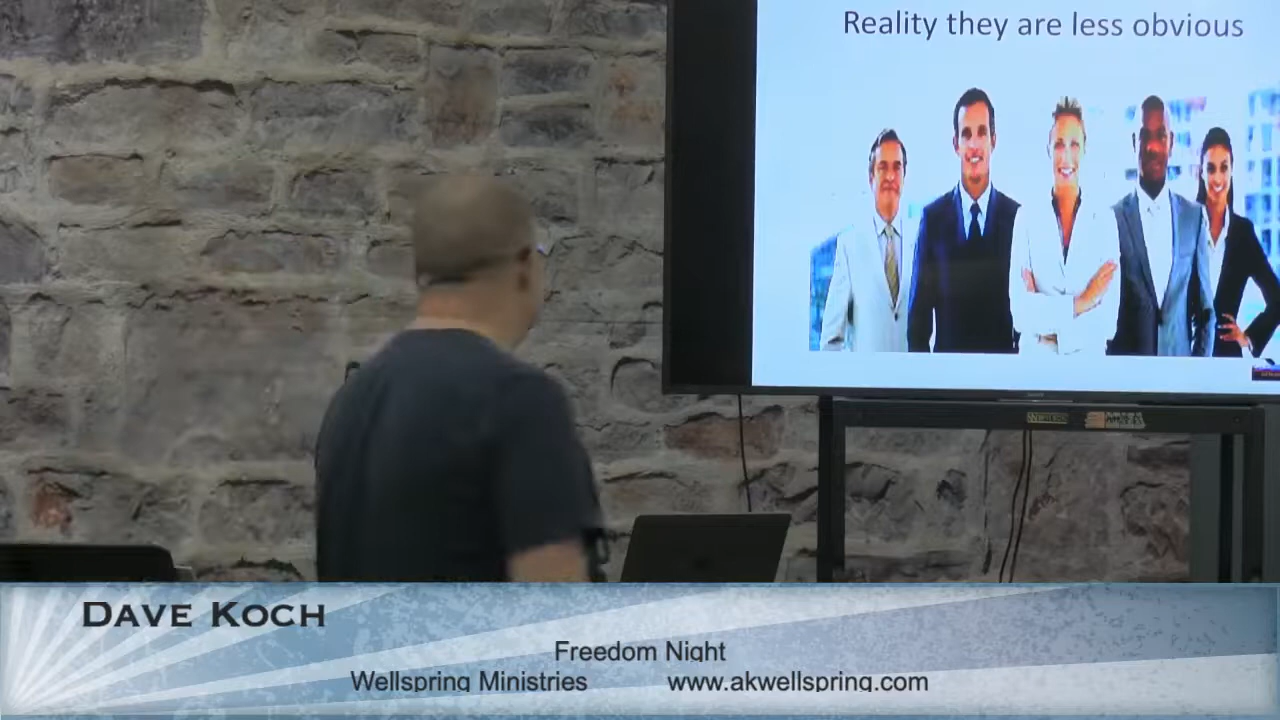 Reality they are less obvious
DAVE KOCH
Freedom Night
Wellspring Ministries www.akwellspring.com